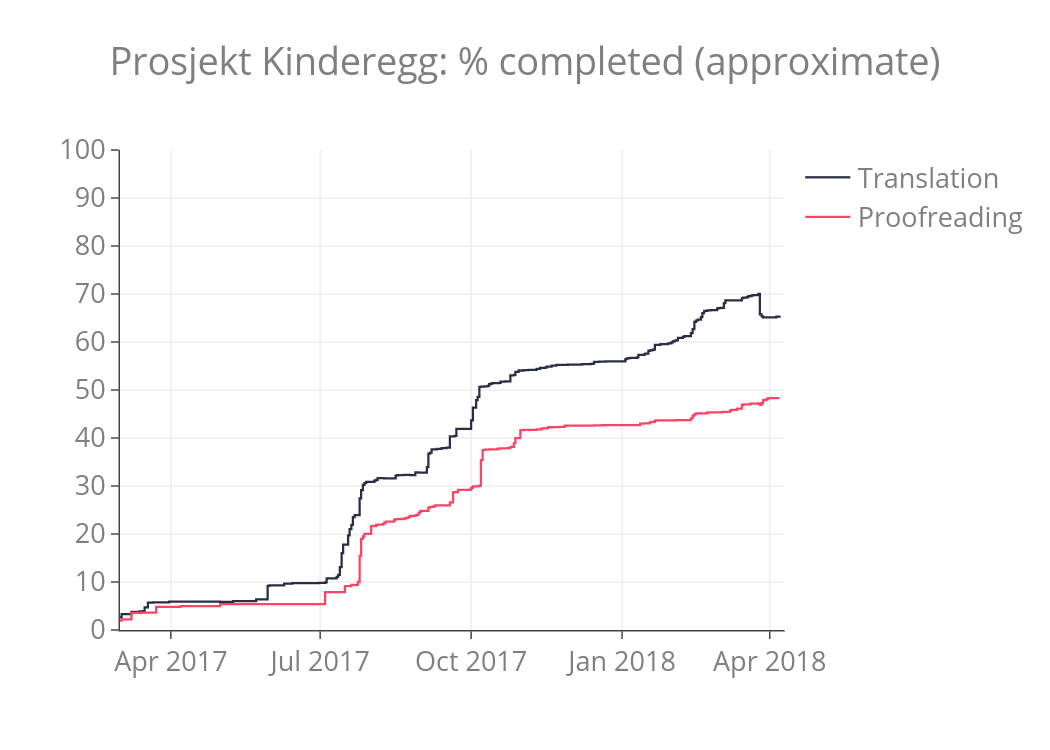 Prosjekt Kinderegg: % completed (approximate)
100
90
80
70
60
50
40
30
20
10
0
Apr 2017 Jul 2017 Oct 2017 Jan 2018 Apr 2018
Translation
Proofreading